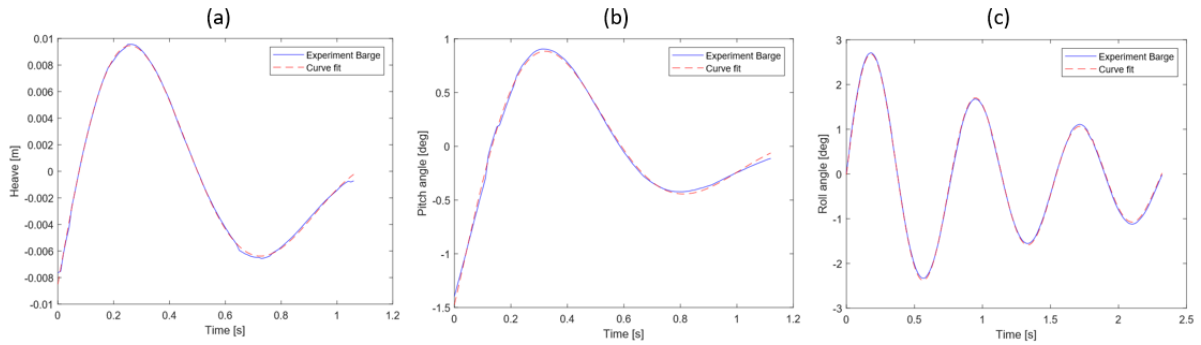 (a)
0.01
0.008
0.006
0.004
0.002
0
-0.002
-0.004
-0.006
-0.008
-0.01
Heave [m]
0 0.2 0.4 0.6 0.8 1 1.2
Time [s]
Experiment Barge
Curve fit
(b)
1
0.5
0
-0.5
-1
-1.5
Pitch angle [deg]
0 0.2 0.4 0.6 0.8 1 1.2
Time [s]
Experiment Barge
Curve fit
(c)
3
2
1
0
-1
-2
-3
Roll angle [deg]
0 0.5 1 1.5 2 2.5
Time [s]
Experiment Barge
Curve fit